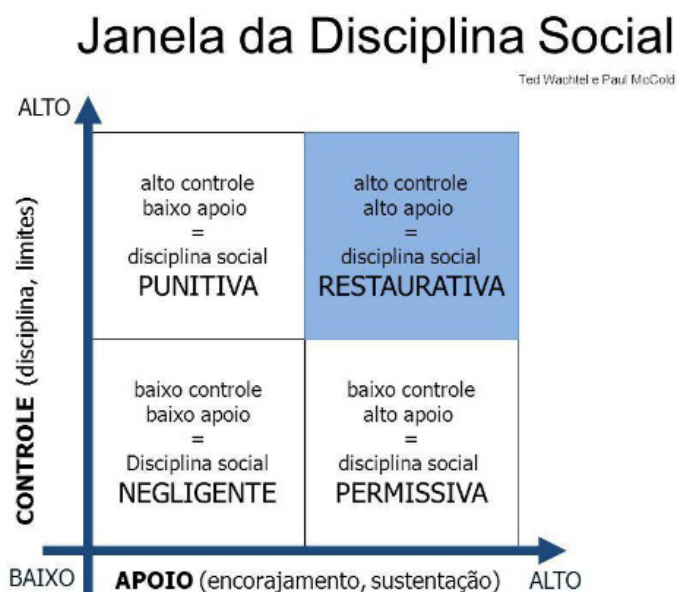 Janela da Disciplina Social
Ted Wachtel e Paul McCold
ALTO
CONTROLE (disciplina, limites)
alto controle
baixo apoio
=
disciplina social
PUNITIVA
alto controle
alto apoio
=
disciplina social
RESTAURATIVA
baixo controle
baixo apoio
=
Disciplina social
NEGLIGENTE
baixo controle
alto apoio
=
disciplina social
PERMISSIVA
BAIXO
APOIO (encorajamento, sustentação)
ALTO